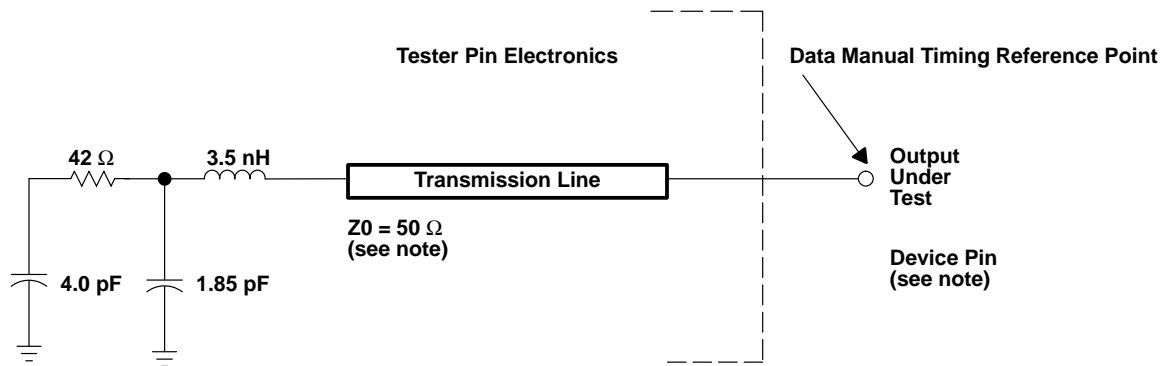 Tester Pin Electronics
Data Manual Timing Reference Point
42 Ω
3.5 nH
Transmission Line
Output
Under
Test
Z0 = 50 Ω
(see note)
Device Pin
(see note)
4.0 pF
1.85 pF